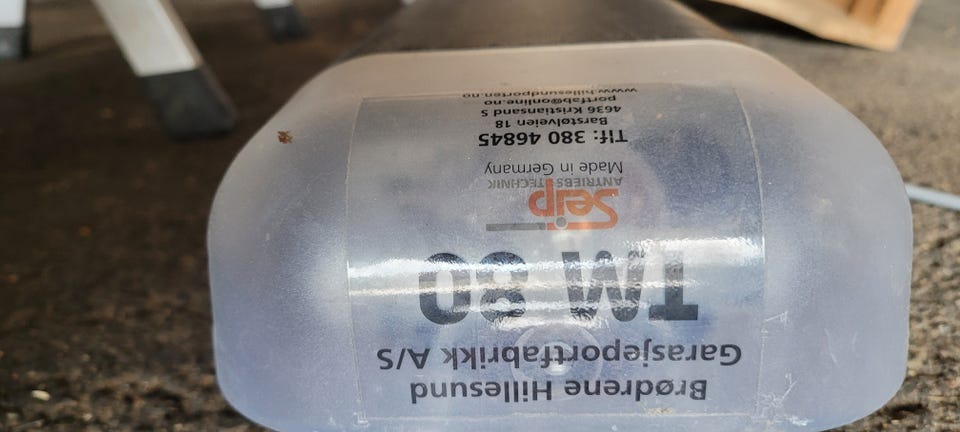 Brødrene Hillesund
Garasjeportfabrikk A/S
TM 80
Seip
ANTRIEBSTECHNIK
Made in Germany
Tlf: 380 46845
Barstølveien 18
4636 Kristiansand S
portfab@online.no
www.hillesundporten.no